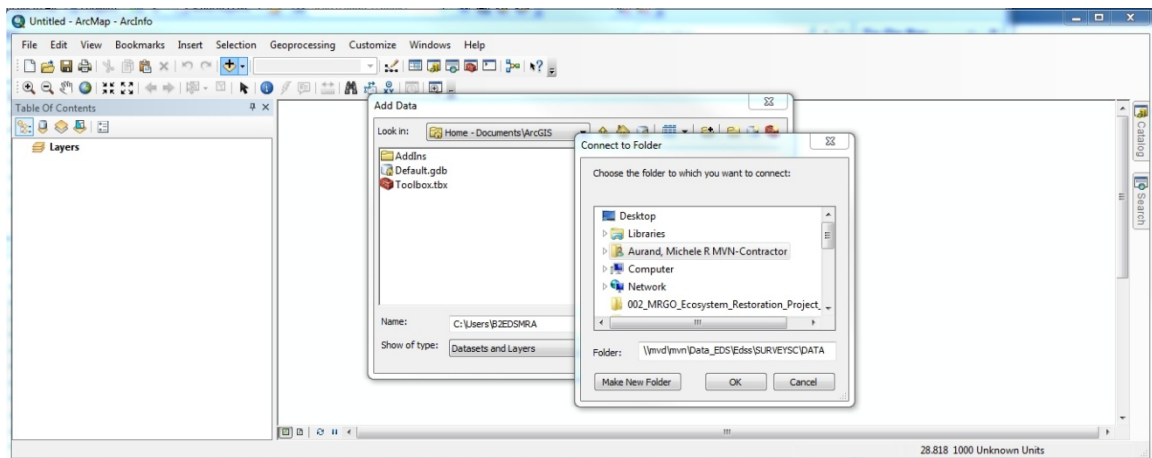 Untitled - ArcMap - ArcInfo
File Edit View Bookmarks Insert Selection Geoprocessing Customize Windows Help
Table Of Contents
Layers
Add Data
Look in: Home - Documents\ArcGIS
AddIns
Default.gdb
Toolbox.tbx
Name: C:\Users\B2EDSMRA
Show of type: Datasets and Layers
Connect to Folder
Choose the folder to which you want to connect:
Desktop
Libraries
Aurand, Michele R MVN-Contractor
Computer
Network
002_MRGO_Ecosystem_Restoration_Project_
Folder: \\mvd\mvn\Data_EDS\Edss\SURVEYSC\DATA
Make New Folder OK Cancel
Catalog
Search
28.818 1000 Unknown Units